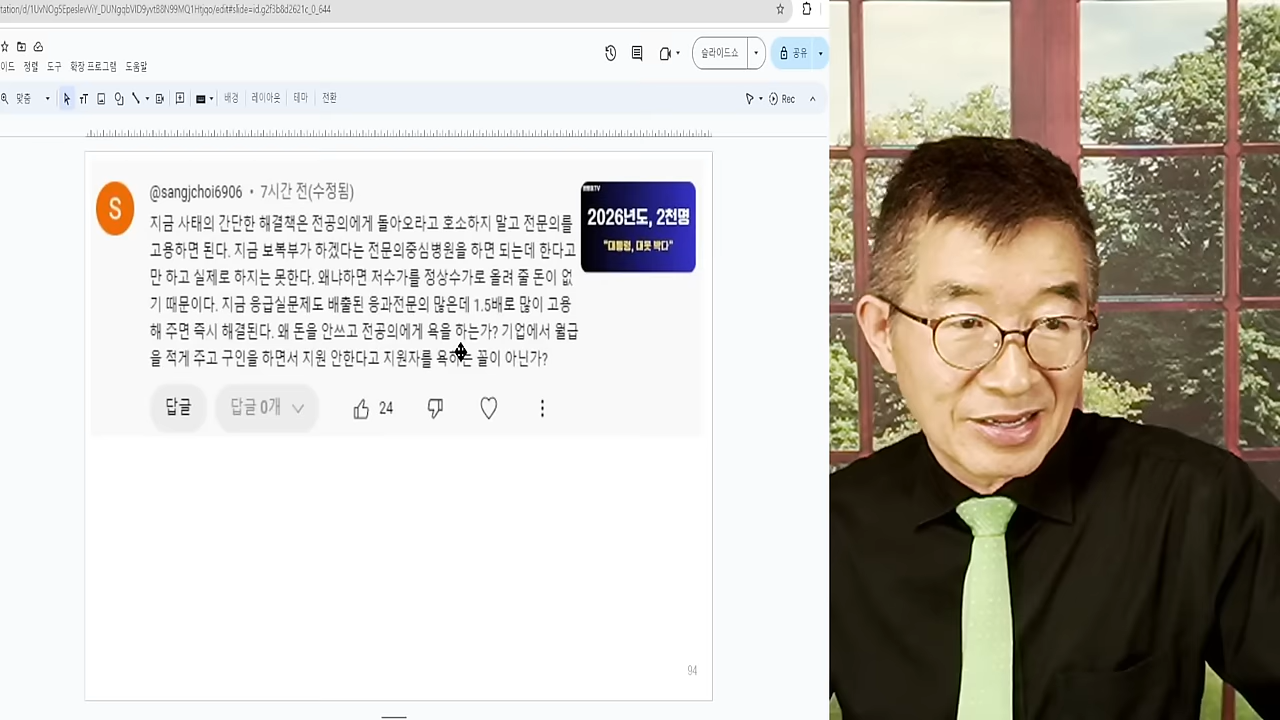 tation/d/1UvNOg5EpeslevViY_DUNgqbVID9yvtB8N99MQ1Htjqo/edit#slide=id.g2f3b8d2621c_0_644
슬라이드쇼
공유
이드 정렬 도구 확장 프로그램 도움말
맞춤
배경
레이아웃
테마
전환
Rec
S
@sangjchoi6906 • 7시간 전(수정됨)
지금 사태의 간단한 해결책은 전공의에게 돌아오라고 호소하지 말고 전문의를
고용하면 된다. 지금 보복부가 하겠다는 전문의중심병원을 하면 되는데 한다고
만 하고 실제로 하지는 못한다. 왜냐하면 저수가를 정상수가로 올려 줄 돈이 없
기 때문이다. 지금 응급실문제도 배출된 응과전문의 많은데 1.5배로 많이 고용
해 주면 즉시 해결된다. 왜 돈을 안쓰고 전공의에게 욕을 하는가? 기업에서 월급
을 적게 주고 구인을 하면서 지원 안한다고 지원자를 욕하는 꼴이 아닌가?
2026년도, 2천명
"대통령, 대못 박다"
답글
답글 0개
24
94